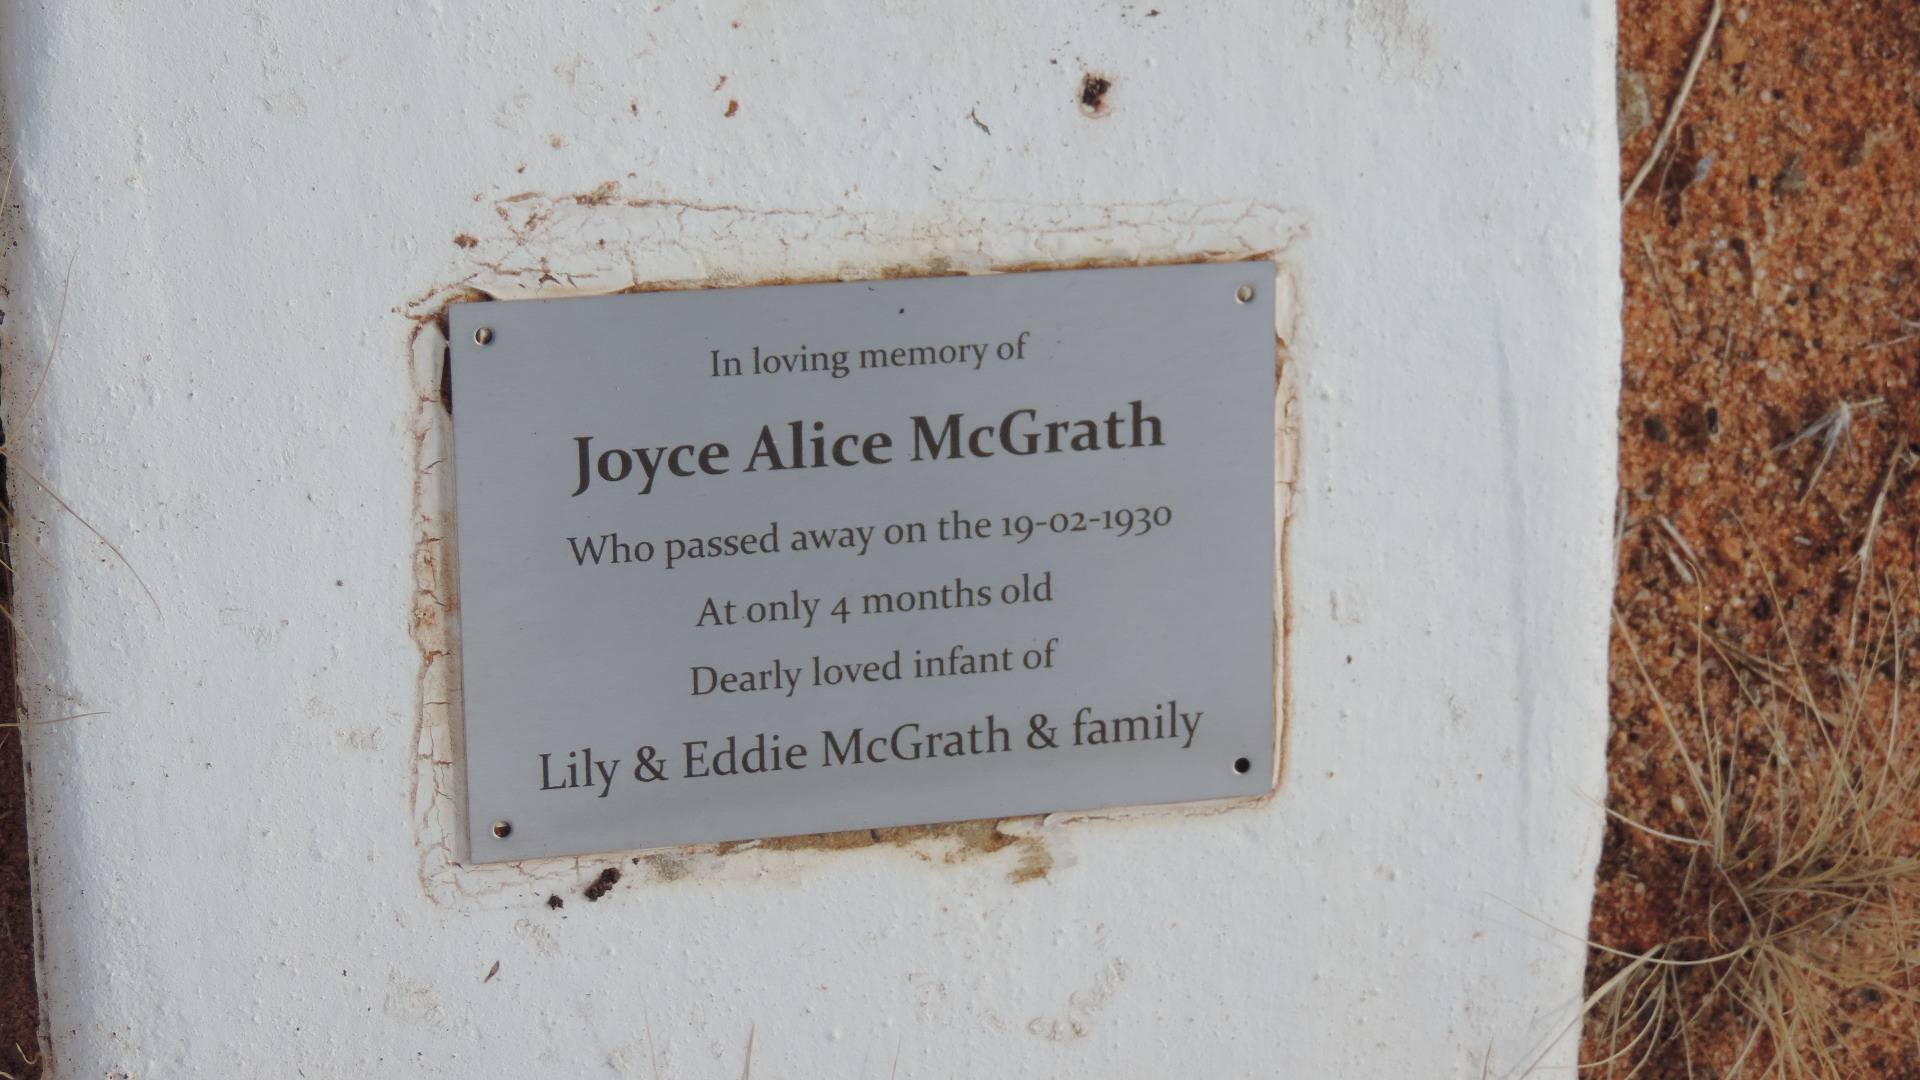 In loving memory of
Joyce Alice McGrath
Who passed away on the 19-02-1930
At only 4 months old
Dearly loved infant of
Lily & Eddie McGrath & family